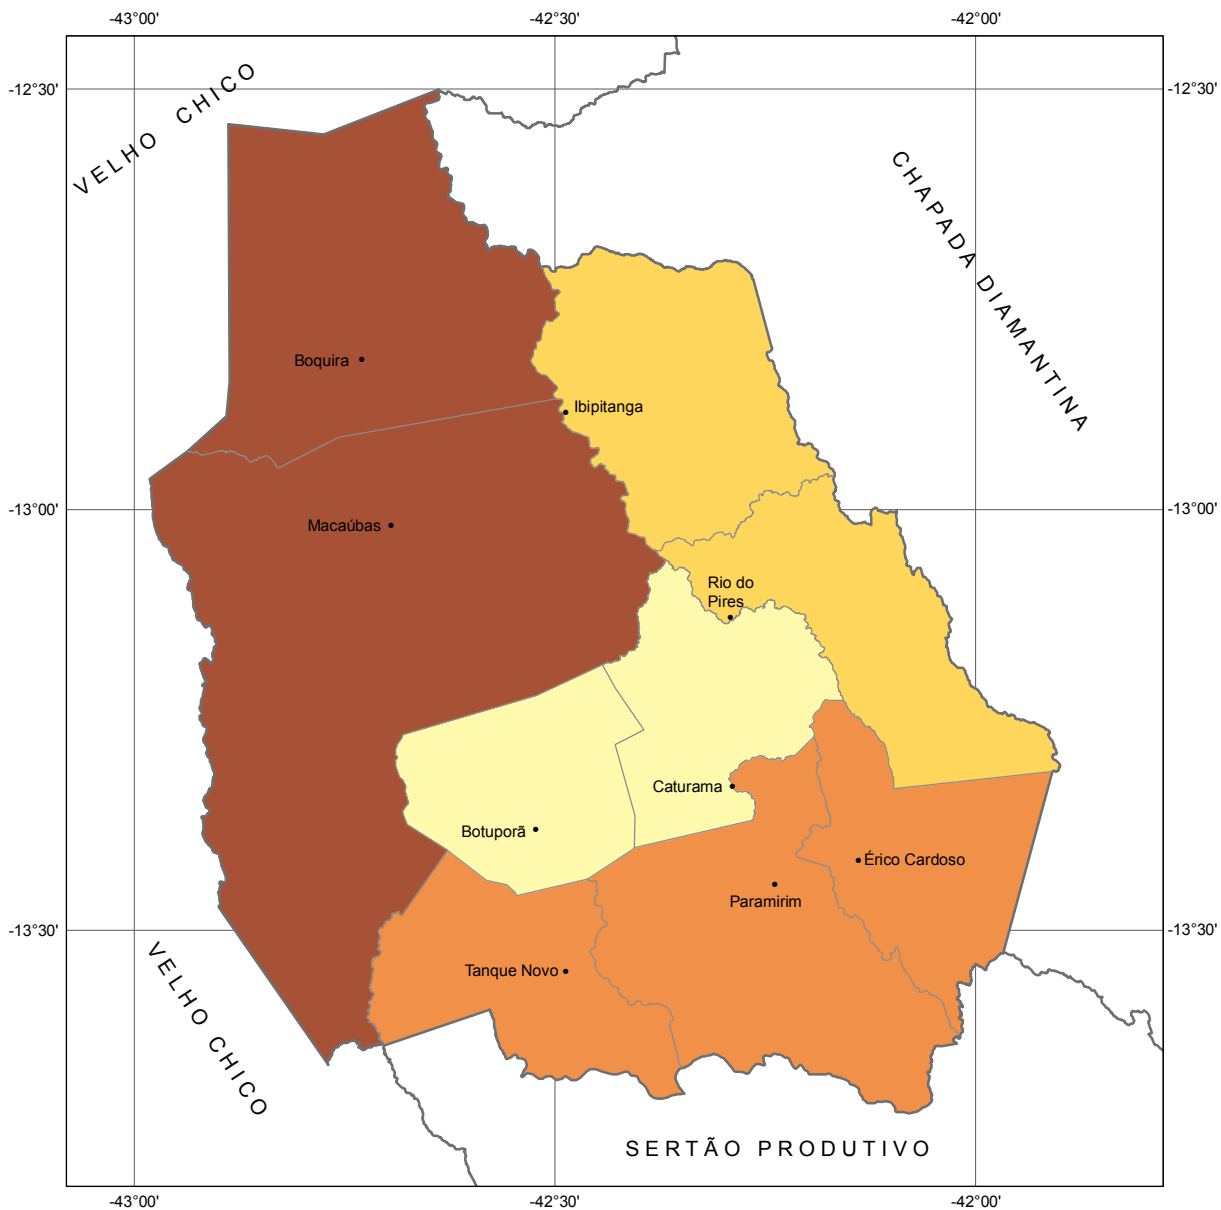 -43°00'
-42°30'
-42°00'
-12°30'
-12°30'
VELHO CHICO
CHAPADA DIAMANTINA
Boquira
Ibipitanga
-13°00'
-13°00'
Macaúbas
Rio do
Pires
Caturama
Botuporã
Érico Cardoso
Paramirim
-13°30'
-13°30'
Tanque Novo
VELHO CHICO
SERTÃO PRODUTIVO
-43°00'
-42°30'
-42°00'